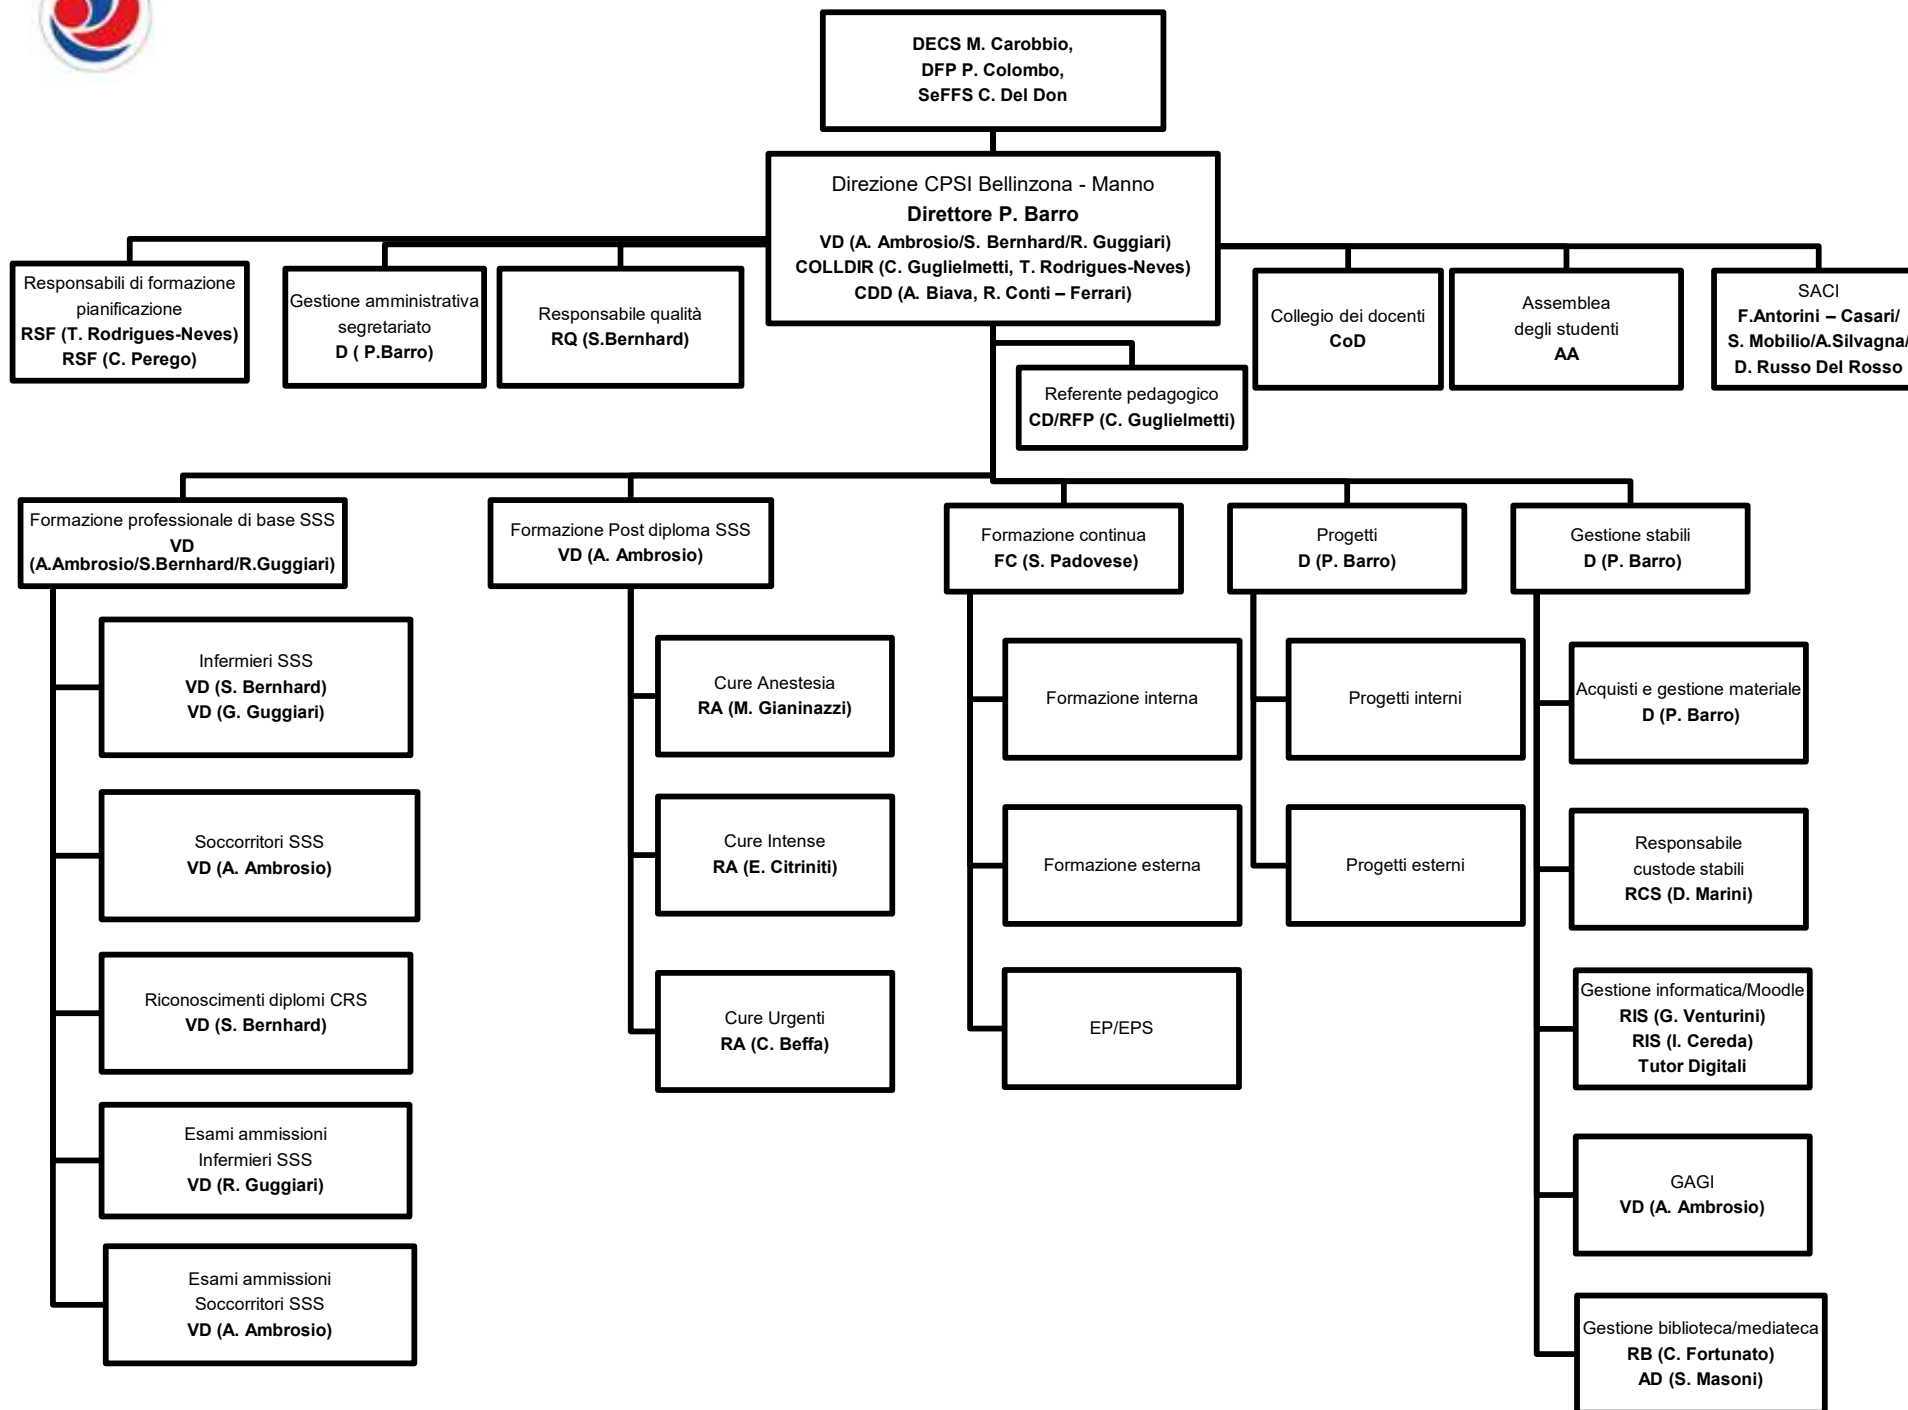 DECS M. Carobbio,
DFP P. Colombo,
SeFFS C. Del Don
Direzione CPSI Bellinzona - Manno
Direttore P. Barro
VD (A. Ambrosio/S. Bernhard/R. Guggiari)
COLLDIR (C. Guglielmetti, T. Rodrigues-Neves)
CDD (A. Biava, R. Conti – Ferrari)
Responsabili di formazione
pianificazione
RSF (T. Rodrigues-Neves)
RSF (C. Perego)
Gestione amministrativa
segretariato
D ( P.Barro)
Responsabile qualità
RQ (S.Bernhard)
Collegio dei docenti
CoD
Assemblea
degli studenti
AA
SACI
F.Antorini – Casari/
S. Mobilio/A.Silvagna/
D. Russo Del Rosso
Referente pedagogico
CD/RFP (C. Guglielmetti)
Formazione professionale di base SSS
VD
(A.Ambrosio/S.Bernhard/R.Guggiari)
Formazione Post diploma SSS
VD (A. Ambrosio)
Formazione continua
FC (S. Padovese)
Progetti
D (P. Barro)
Gestione stabili
D (P. Barro)
Infermieri SSS
VD (S. Bernhard)
VD (G. Guggiari)
Soccorritori SSS
VD (A. Ambrosio)
Riconoscimenti diplomi CRS
VD (S. Bernhard)
Esami ammissioni
Infermieri SSS
VD (R. Guggiari)
Esami ammissioni
Soccorritori SSS
VD (A. Ambrosio)
Cure Anestesia
RA (M. Gianinazzi)
Cure Intense
RA (E. Citriniti)
Cure Urgenti
RA (C. Beffa)
Formazione interna
Formazione esterna
EP/EPS
Progetti interni
Progetti esterni
Acquisti e gestione materiale
D (P. Barro)
Responsabile
custode stabili
RCS (D. Marini)
Gestione informatica/Moodle
RIS (G. Venturini)
RIS (I. Cereda)
Tutor Digitali
GAGI
VD (A. Ambrosio)
Gestione biblioteca/mediateca
RB (C. Fortunato)
AD (S. Masoni)